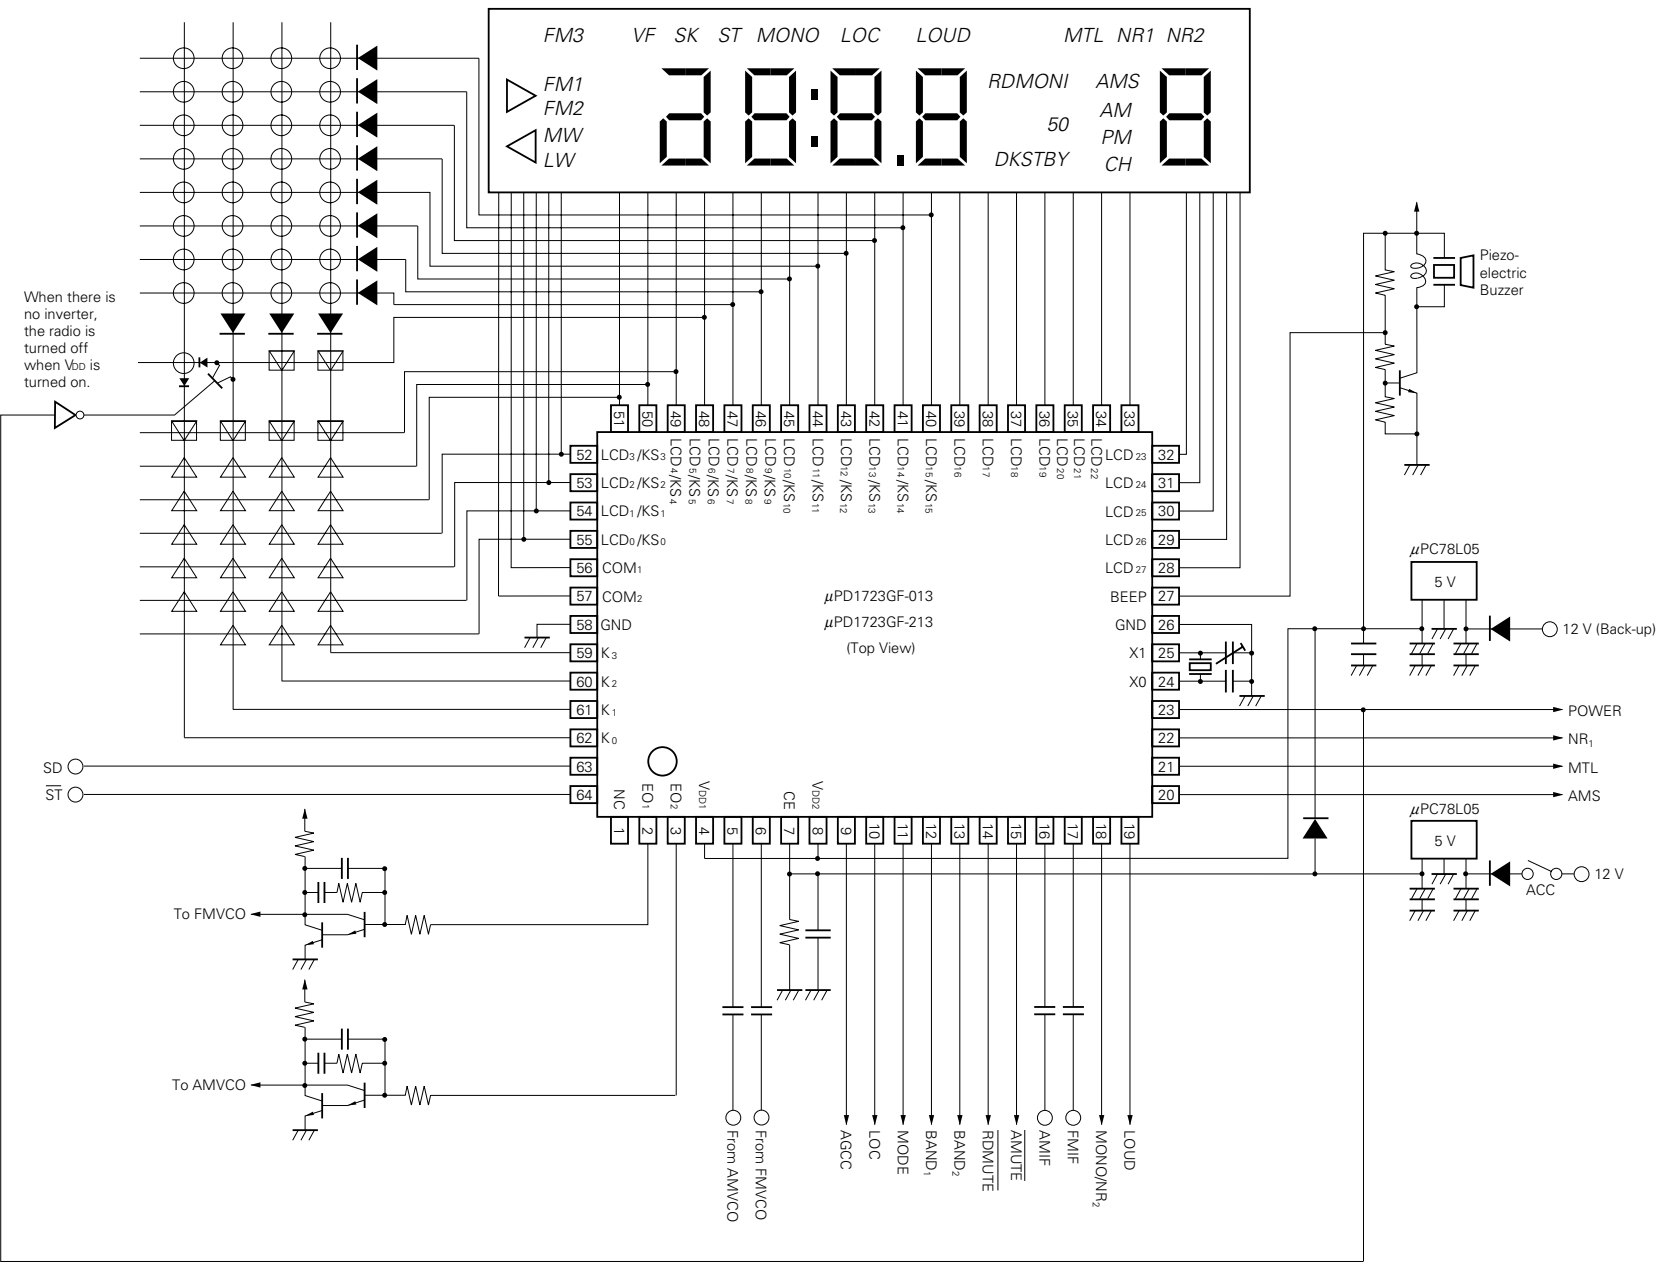 FM3 VF SK ST MONO LOC LOUD MTL NR1 NR2
FM1
FM2
MW
LW
RDMONI
50
DKSTBY
AMS
AM
PM
CH
When there is
no inverter,
the radio is
turned off
when VDD is
turned on.
Piezo-
electric
Buzzer
51 50 49 48 47 46 45 44 43 42 41 40 39 38 37 36 35 34 33
LCD4/KS4
LCD5/KS5
LCD6/KS6
LCD7/KS7
LCD8/KS8
LCD9/KS9
LCD10/KS10
LCD11/KS11
LCD12/KS12
LCD13/KS13
LCD14/KS14
LCD15/KS15
LCD16
LCD17
LCD18
LCD19
LCD20
LCD21
LCD22
52 LCD3/KS3
53 LCD2/KS2
54 LCD1/KS1
55 LCD0/KS0
56 COM1
57 COM2
58 GND
59 K3
60 K2
61 K1
62 K0
63
64
SD
S̅T̅
LCD23 32
LCD24 31
LCD25 30
LCD26 29
LCD27 28
BEEP 27
GND 26
X1 25
X0 24
23
22
21
20
μPD1723GF-013
μPD1723GF-213
(Top View)
μPC78L05
5 V
12 V (Back-up)
POWER
NR1
MTL
AMS
μPC78L05
5 V
ACC
12 V
NC
EO1
EO2
VDD1
CE
VDD2
1 2 3 4 5 6 7 8 9 10 11 12 13 14 15 16 17 18 19
To FMVCO
To AMVCO
From AMVCO
From FMVCO
AGCC
LOC
MODE
BAND1
BAND2
R̅D̅M̅U̅T̅E̅
A̅M̅U̅T̅E̅
AMIF
FMIF
MONO/NR2
LOUD